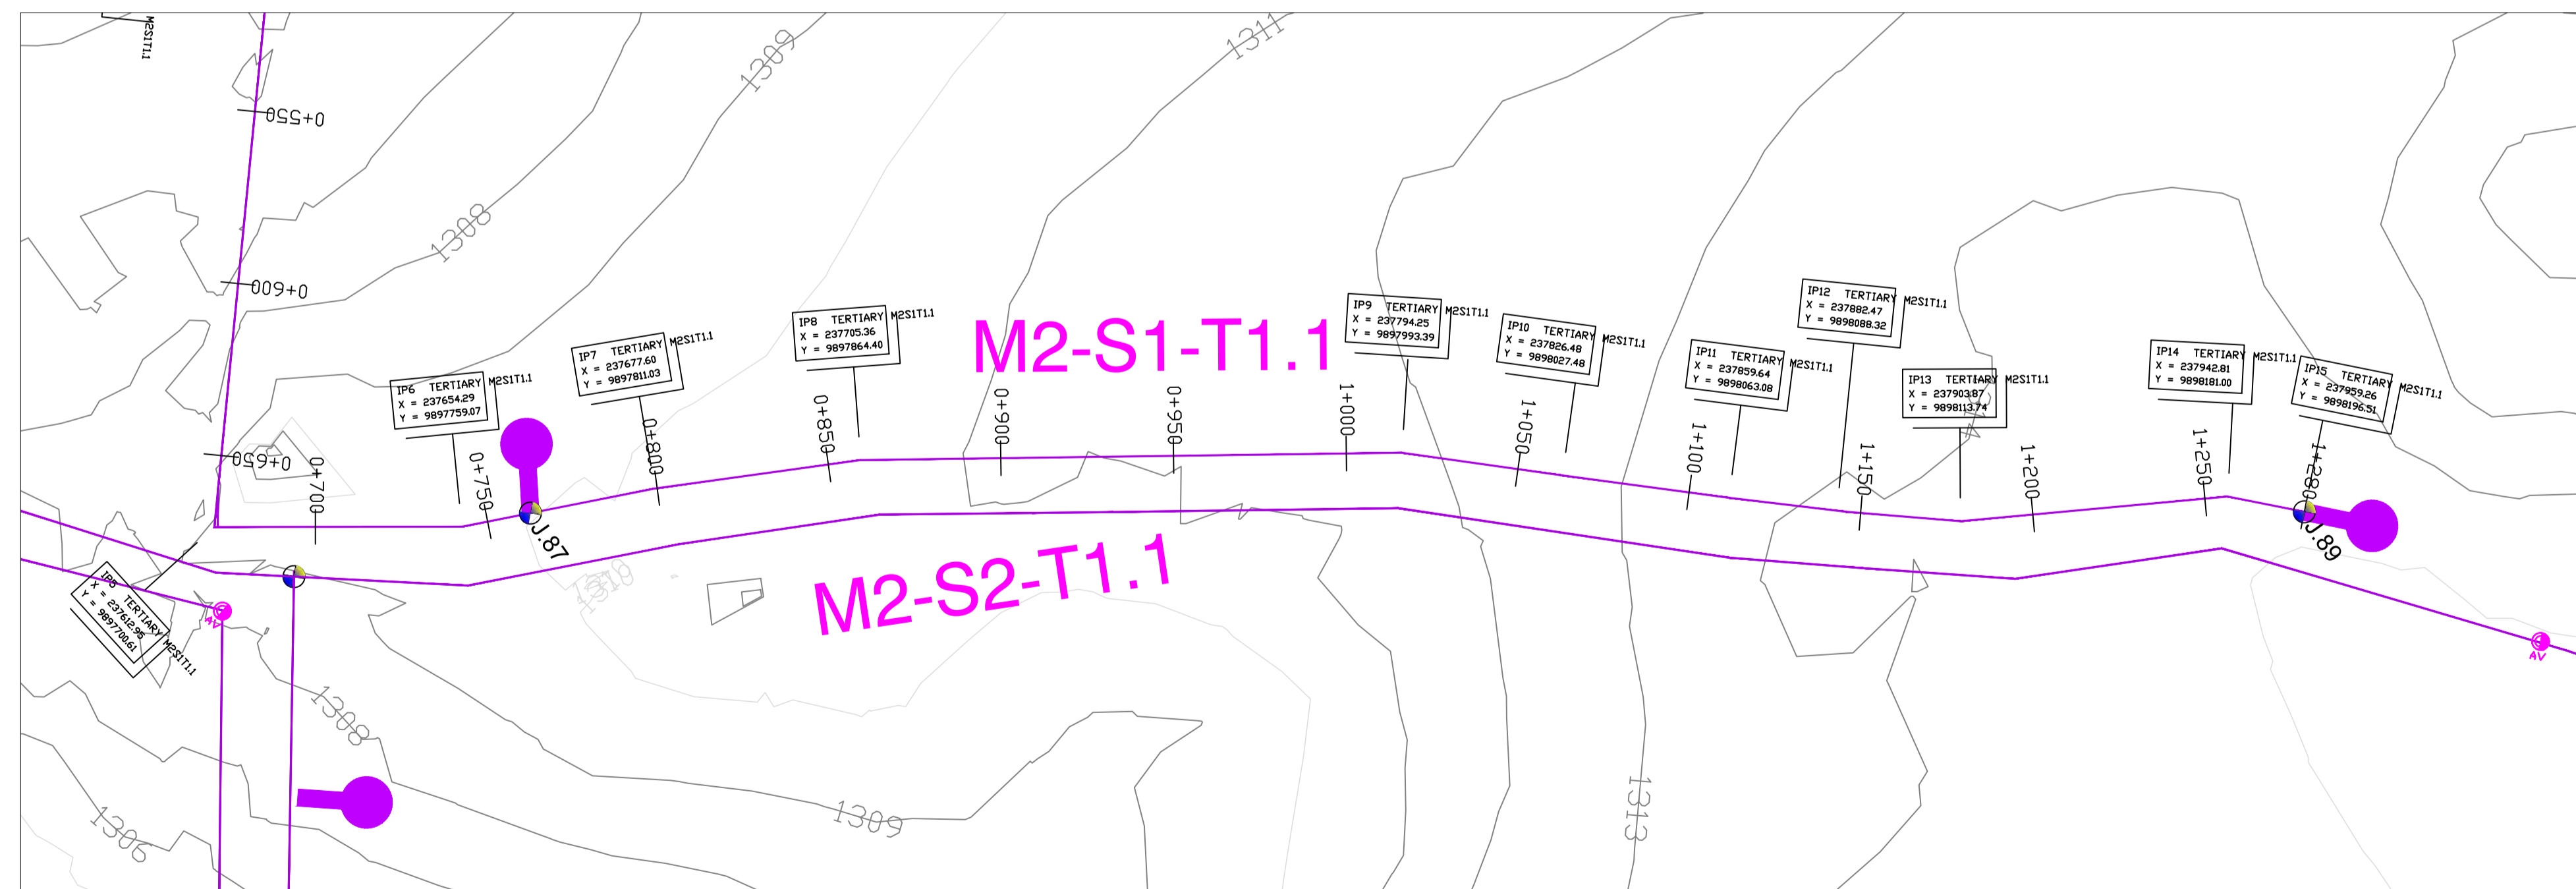 M2S1T1.1
1309
1311
0+550
1308
0+600
IP12 TERTIARY M2S1T1.1
X = 237882.47
Y = 9898088.32
IP9 TERTIARY M2S1T1.1
X = 237794.25
Y = 9897993.39
IP8 TERTIARY M2S1T1.1
X = 237705.36
Y = 9897864.40
M2-S1-T1.1
IP10 TERTIARY M2S1T1.1
X = 237826.48
Y = 9898027.48
IP7 TERTIARY M2S1T1.1
X = 237677.60
Y = 9897811.03
IP11 TERTIARY M2S1T1.1
X = 237859.64
Y = 9898063.08
IP14 TERTIARY M2S1T1.1
X = 237942.81
Y = 9898181.00
IP15 TERTIARY M2S1T1.1
X = 237959.26
Y = 9898196.51
IP6 TERTIARY M2S1T1.1
X = 237654.29
Y = 9897759.07
IP13 TERTIARY M2S1T1.1
X = 237903.87
Y = 9898113.74
0+650
0+700
0+750
0+800
0+850
0+900
0+950
1+000
1+050
1+100
1+150
1+200
1+250
1+280
J.87
J.89
1310
M2-S2-T1.1
IP5 TERTIARY M2S1T1.1
X = 237612.95
Y = 9897700.61
AV
AV
1308
1306
1309
1313